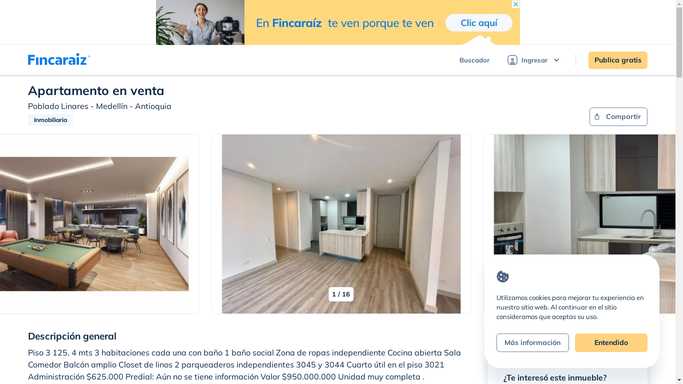 En Fincaraíz te ven porque te ven
Clic aquí
Fincaraiz
Buscador
Ingresar
Publica gratis
Apartamento en venta
Poblado Linares - Medellín - Antioquia
Inmobiliaria
Compartir
1 / 16
Utilizamos cookies para mejorar tu experiencia en
nuestro sitio web. Al continuar en el sitio
consideramos que aceptas su uso.
Más información
Entendido
Descripción general
Piso 3 125. 4 mts 3 habitaciones cada una con baño 1 baño social Zona de ropas independiente Cocina abierta Sala
Comedor Balcón amplio Closet de linos 2 parqueaderos independientes 3045 y 3044 Cuarto útil en el piso 3021
Administración $625.000 Predial: Aún no se tiene información Valor $950.000.000 Unidad muy completa .
¿Te interesó este inmueble?